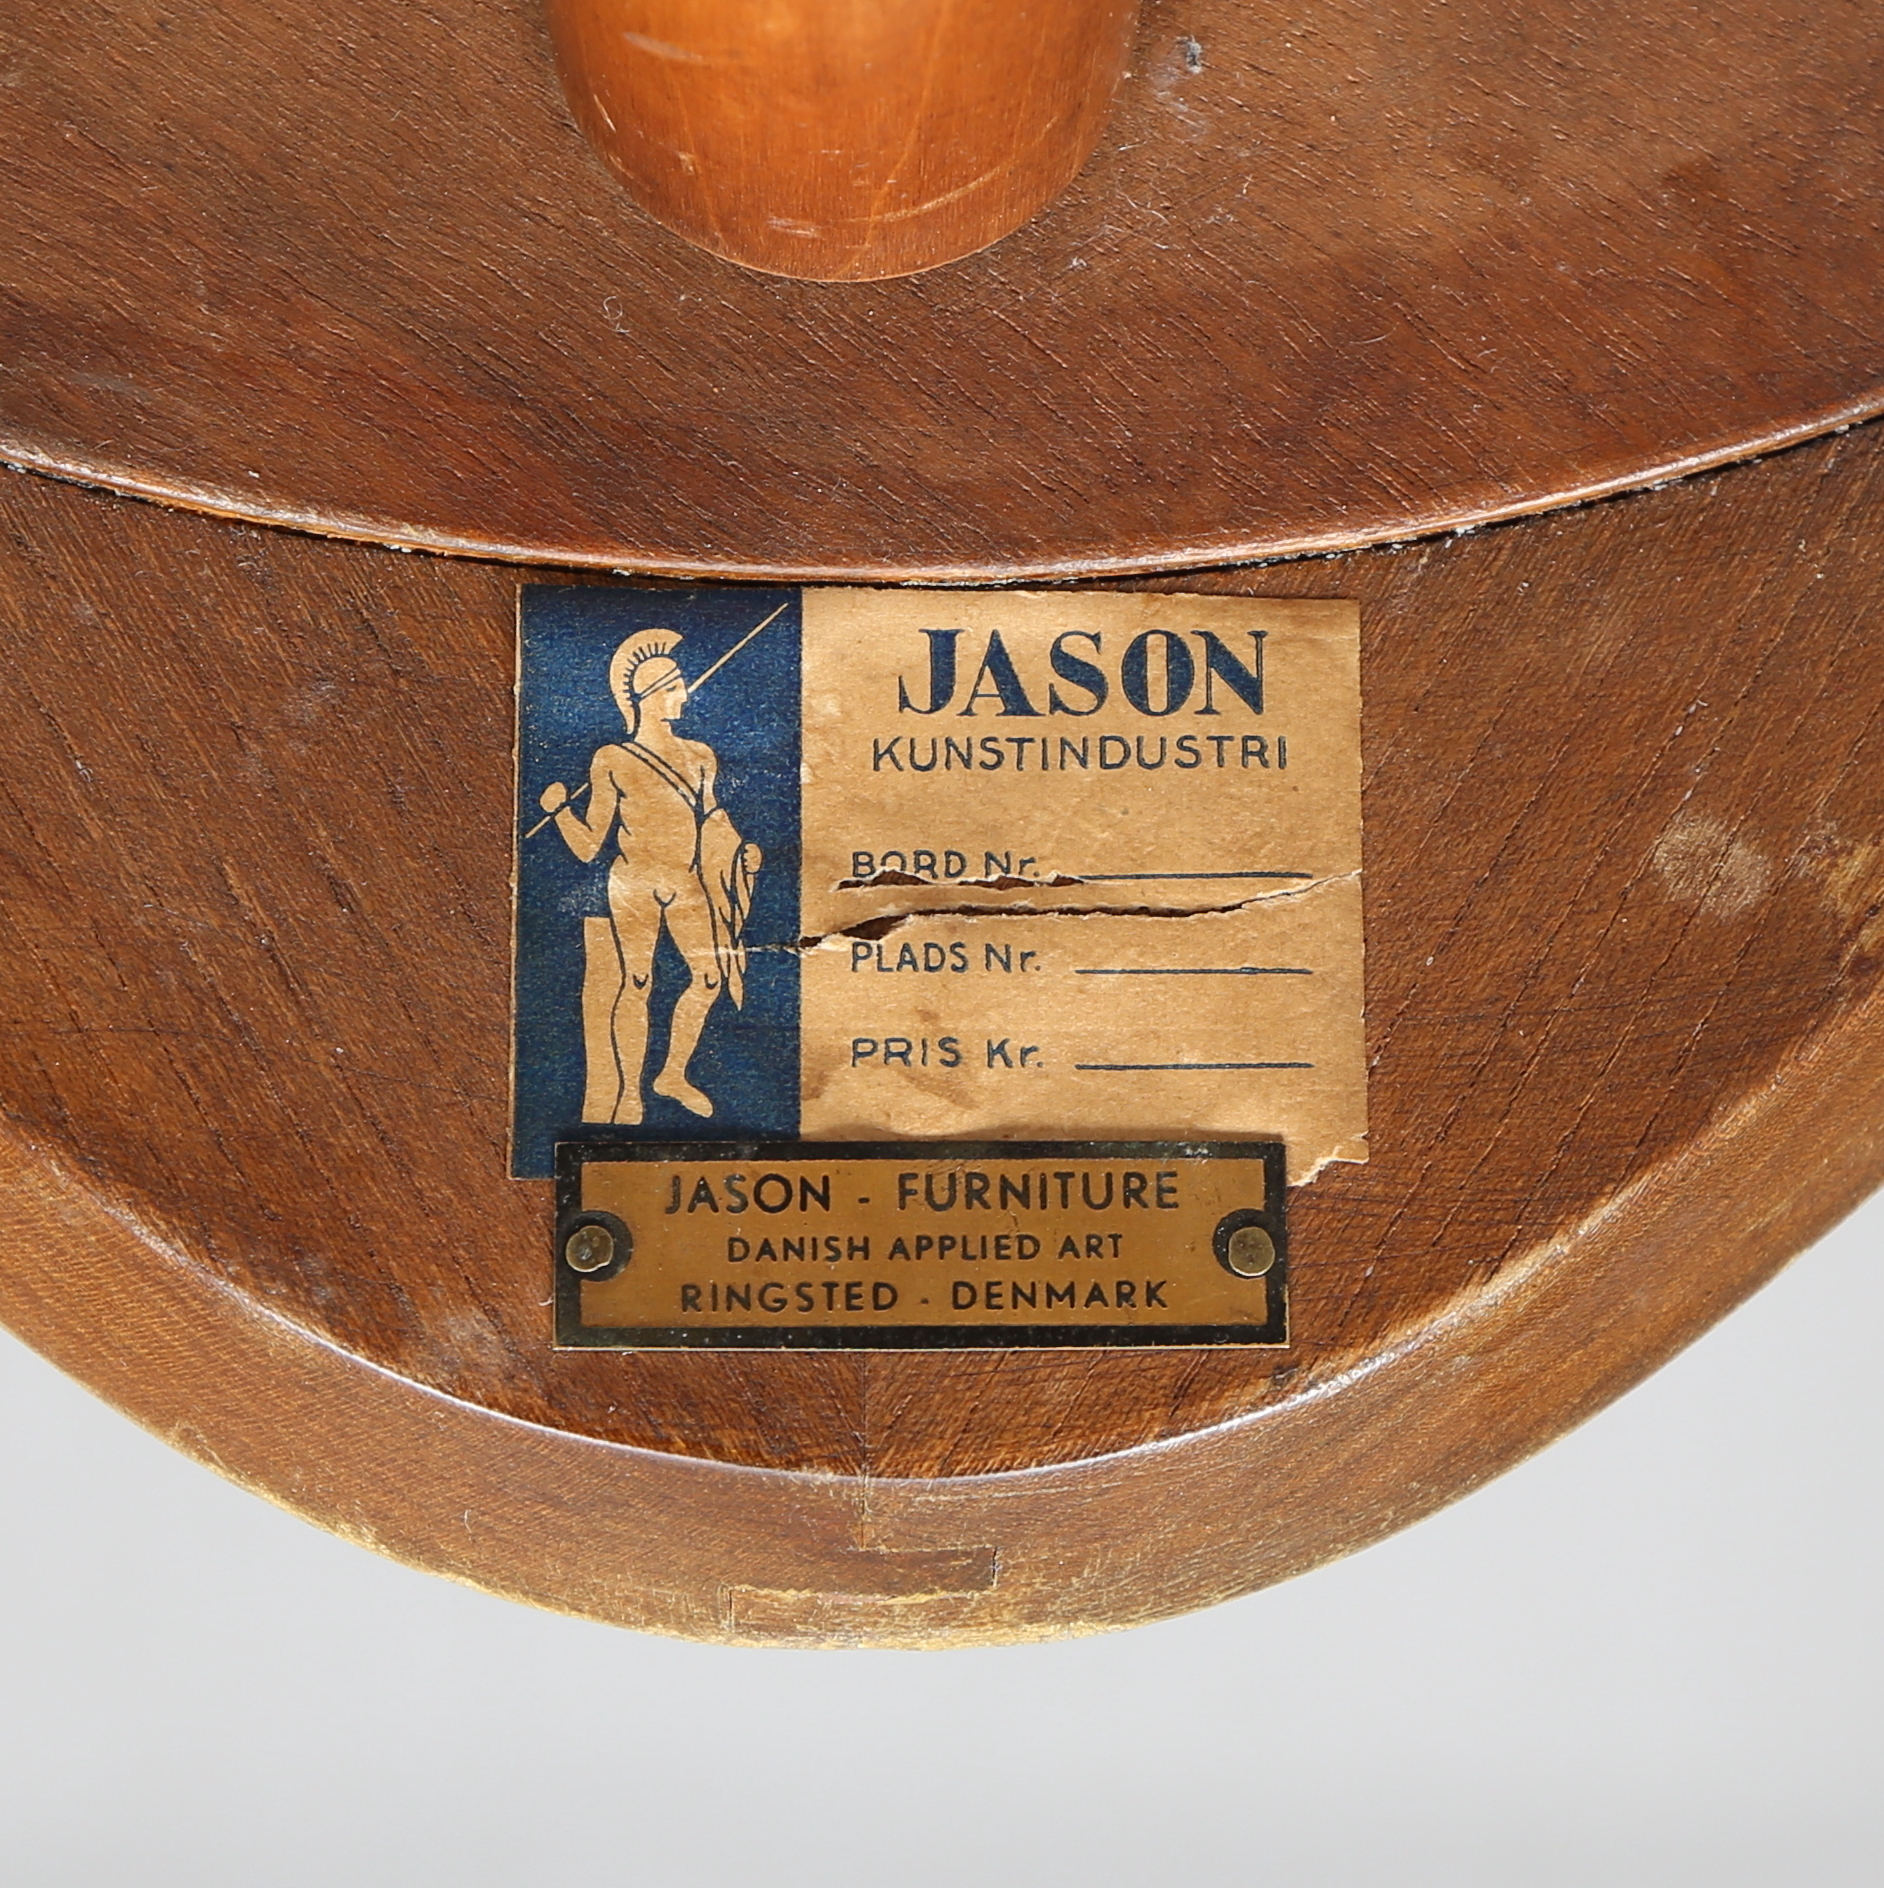 JASON
KUNSTINDUSTRI
BORD Nr.
PLADS Nr.
PRIS Kr.
JASON - FURNITURE
DANISH APPLIED ART
RINGSTED - DENMARK